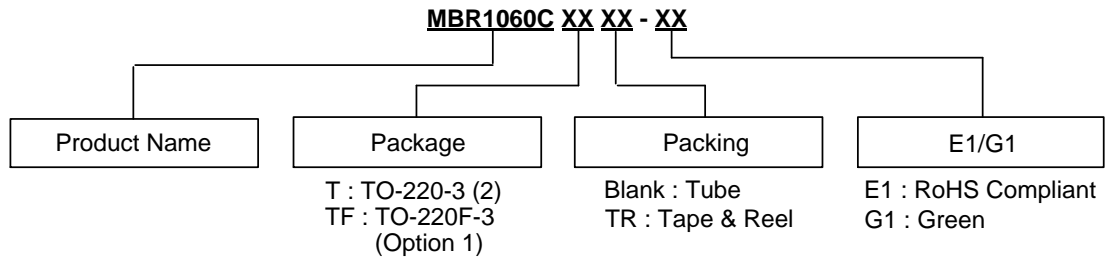 MBR1060C XX XX - XX
Product Name
Package
Packing
E1/G1
T : TO-220-3 (2)
TF : TO-220F-3
(Option 1)
Blank : Tube
TR : Tape & Reel
E1 : RoHS Compliant
G1 : Green